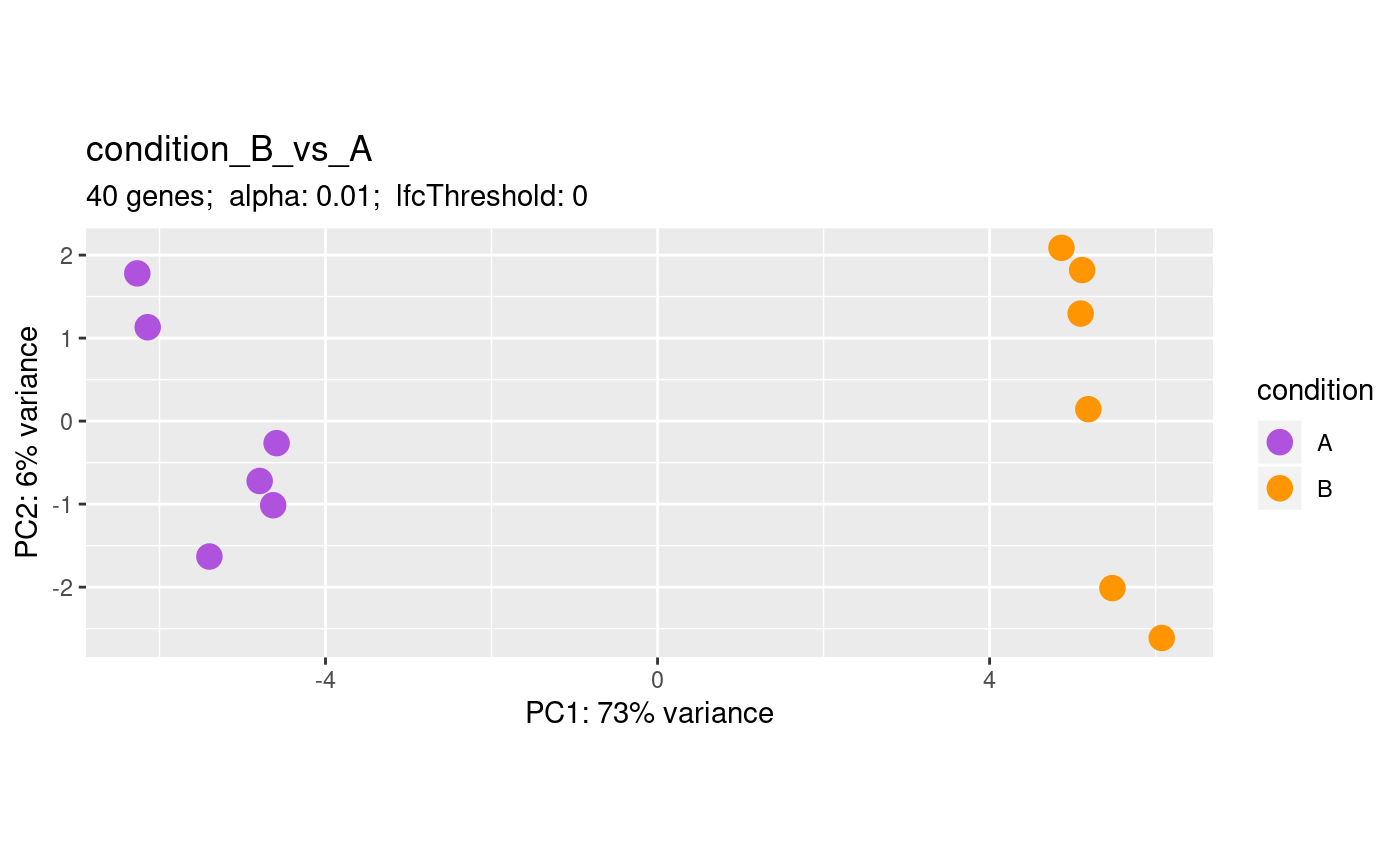 condition_B_vs_A
40 genes;  alpha: 0.01;  lfcThreshold: 0
PC2: 6% variance
2
1
0
-1
-2
-4
0
4
PC1: 73% variance
condition
A
B